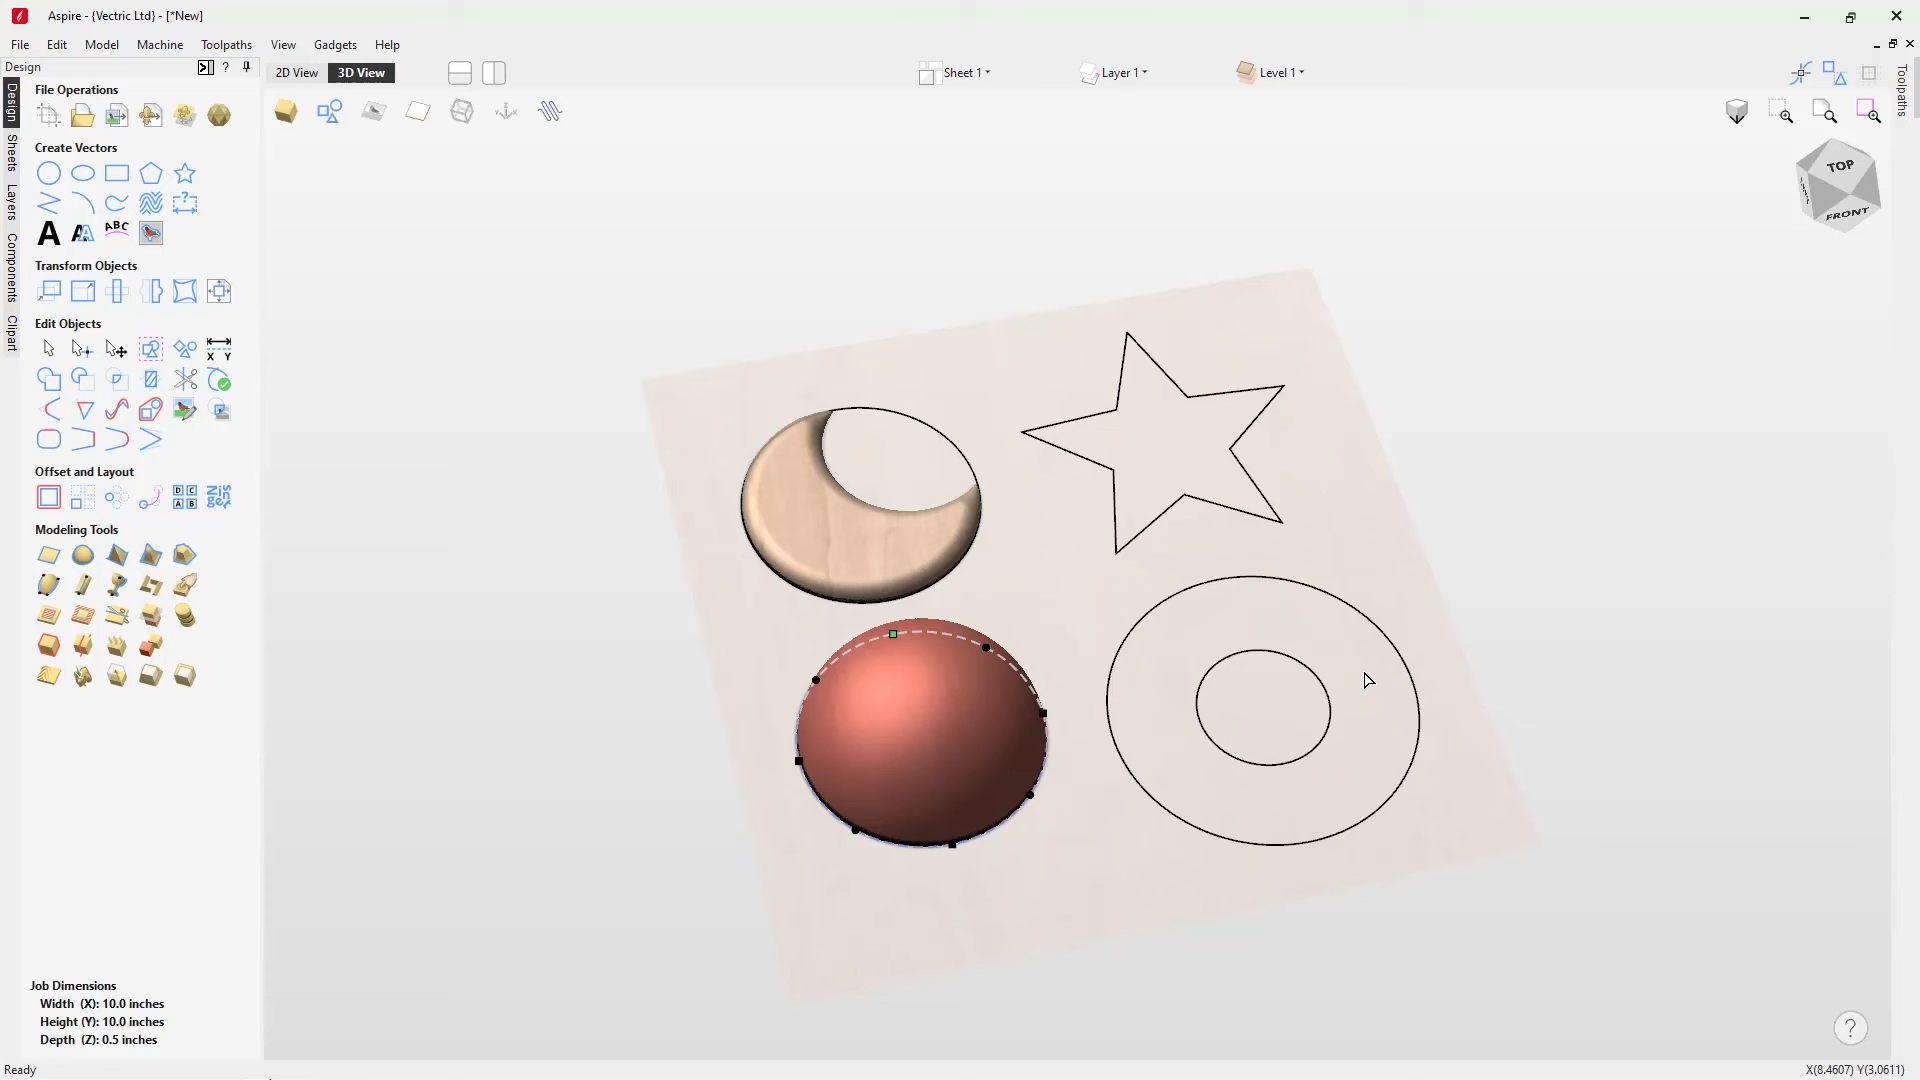 Aspire - {Vectric Ltd} - [*New]
File Edit Model Machine Toolpaths View Gadgets Help
Design
2D View 3D View Sheet 1 Layer 1 Level 1
Toolpaths
Design
Sheets
Layers
Components
Clipart
File Operations
Create Vectors
A A ABC
Transform Objects
Edit Objects
X Y
Offset and Layout
Modeling Tools
TOP
FRONT
Job Dimensions
Width (X): 10.0 inches
Height (Y): 10.0 inches
Depth (Z): 0.5 inches
Ready
X(8.4607) Y(3.0611)